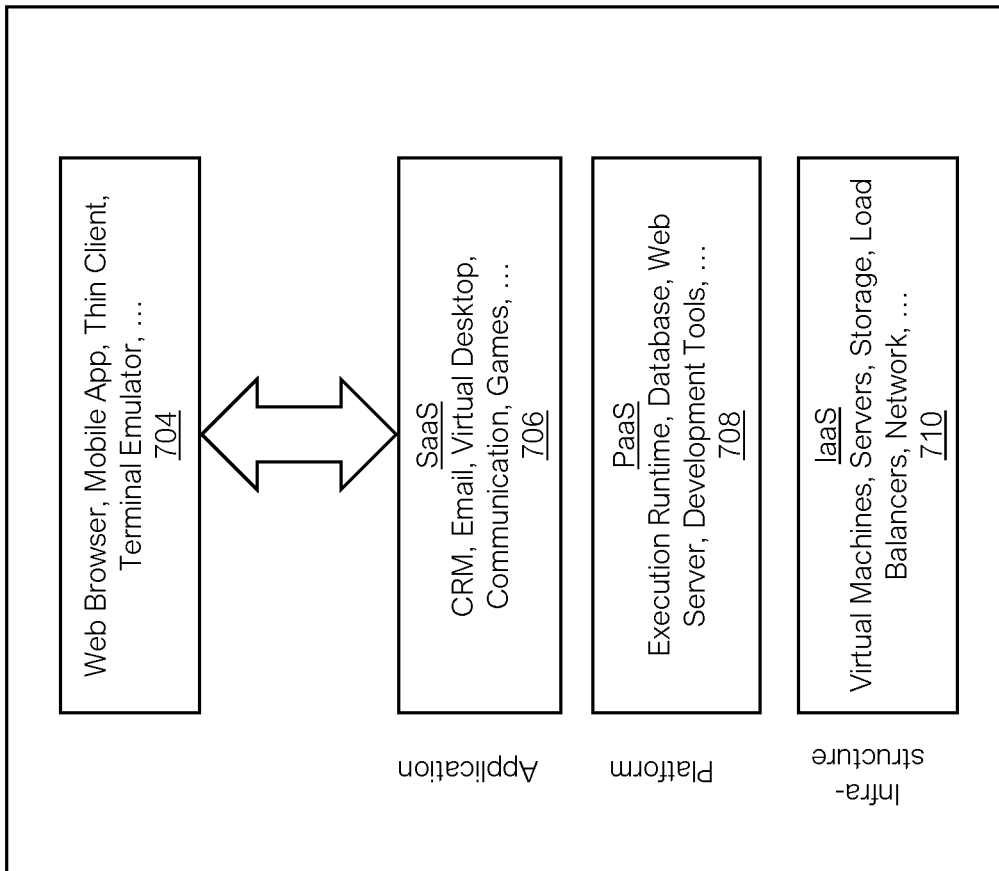 Web Browser, Mobile App, Thin Client,
Terminal Emulator, ...
704
SaaS
CRM, Email, Virtual Desktop,
Communication, Games, ...
706
Application
PaaS
Execution Runtime, Database, Web
Server, Development Tools, ...
708
Platform
IaaS
Virtual Machines, Servers, Storage, Load
Balancers, Network, ...
710
Infra-
structure